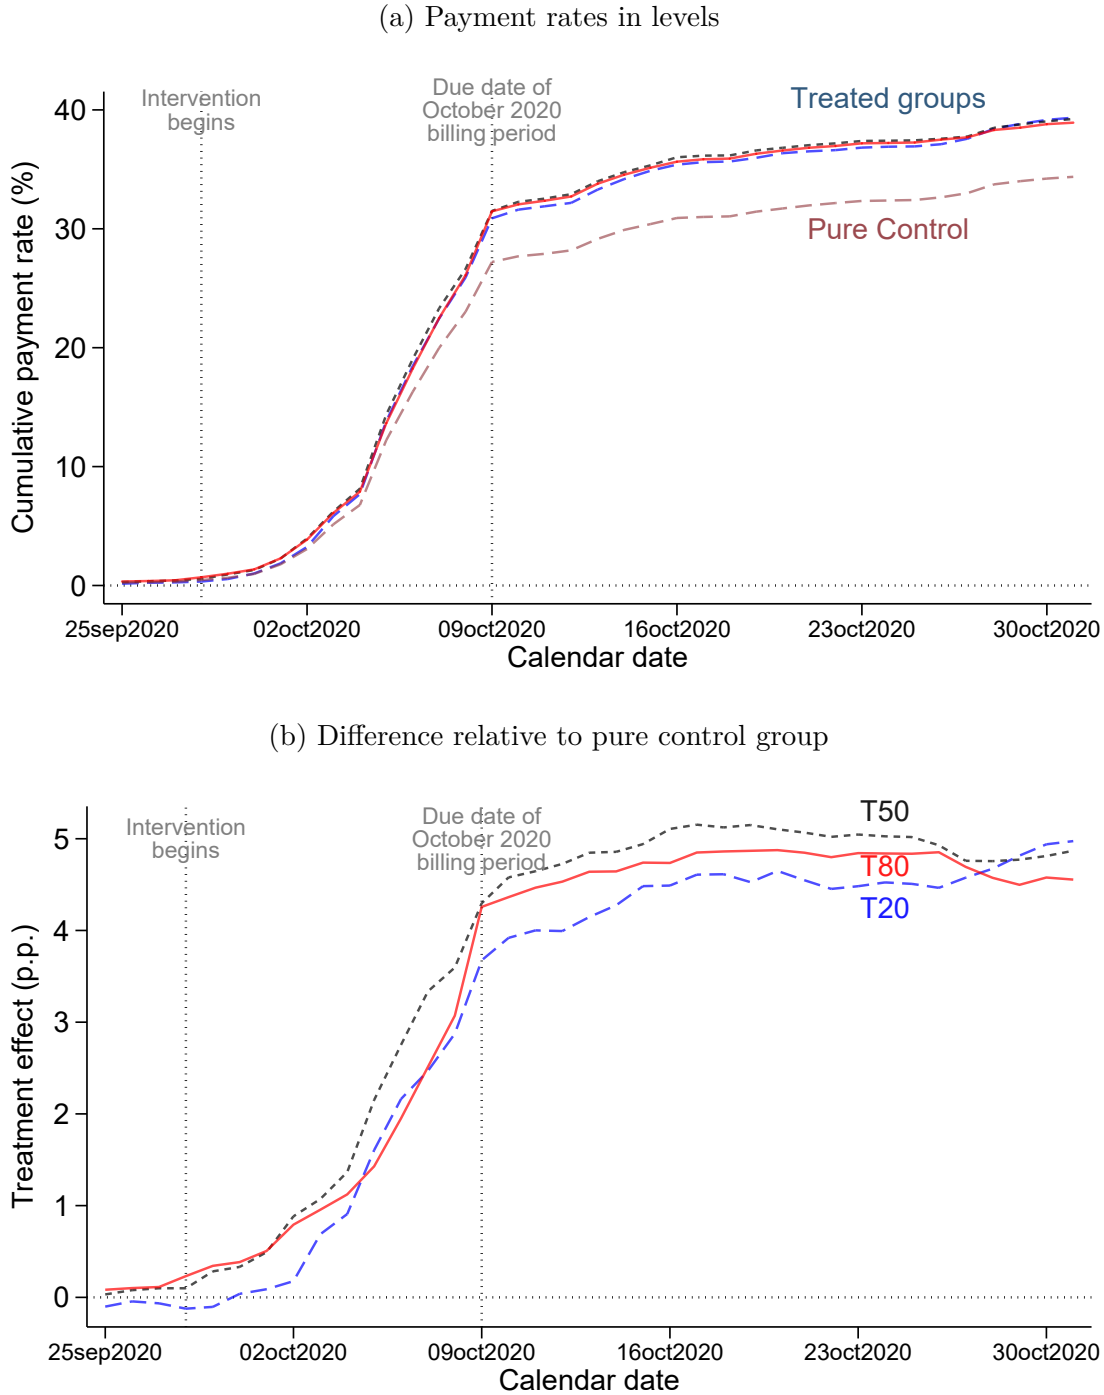 (a) Payment rates in levels
Intervention
begins
Due date of
October 2020
billing period
Treated groups
Pure Control
Cumulative payment rate (%)
40
30
20
10
0
25sep2020
02oct2020
09oct2020
16oct2020
23oct2020
30oct2020
Calendar date
(b) Difference relative to pure control group
Intervention
begins
Due date of
October 2020
billing period
T50
T80
T20
Treatment effect (p.p.)
5
4
3
2
1
0
25sep2020
02oct2020
09oct2020
16oct2020
23oct2020
30oct2020
Calendar date